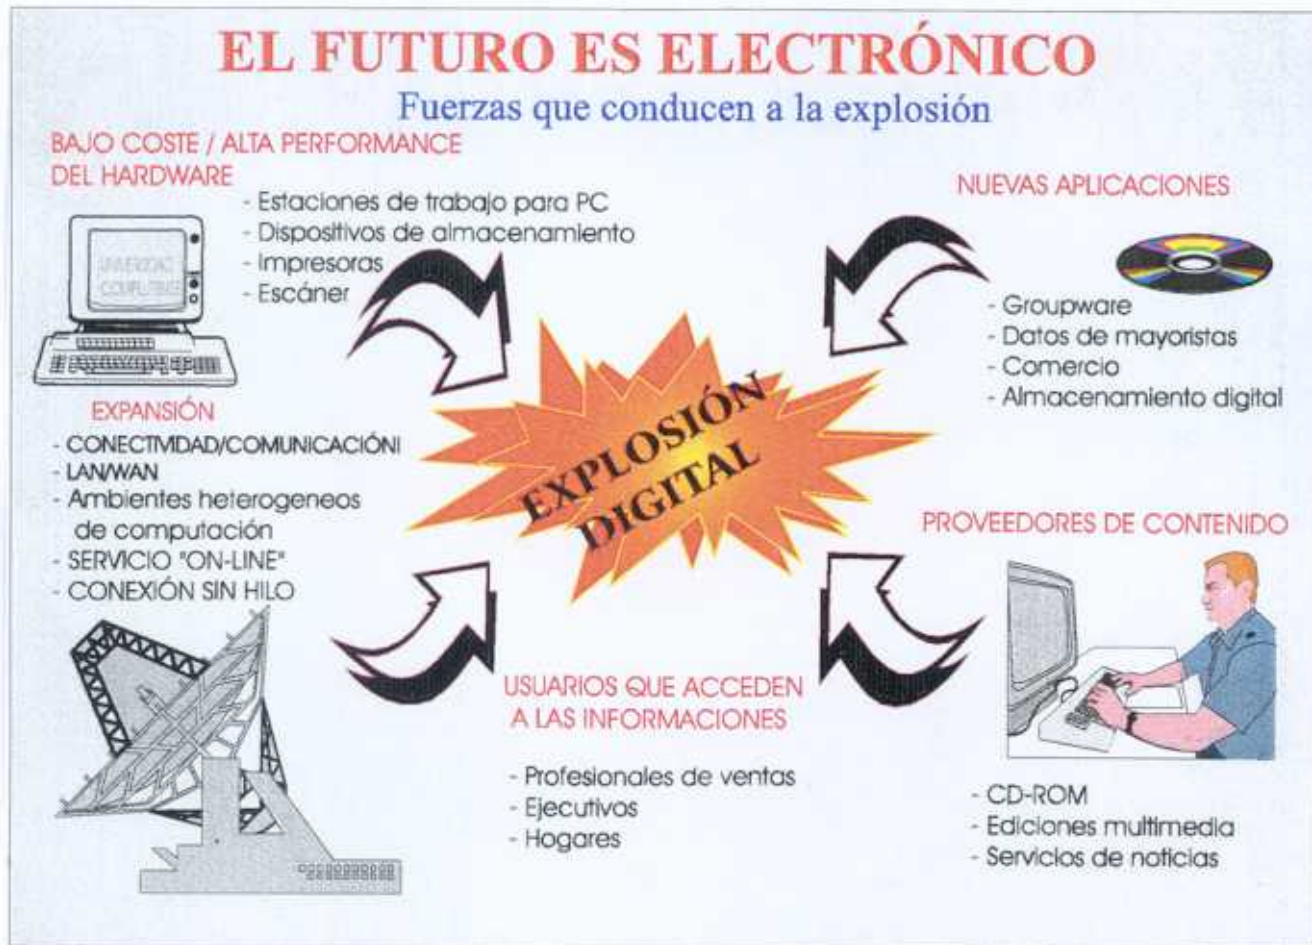 EL FUTURO ES ELECTRÓNICO
Fuerzas que conducen a la explosión
BAJO COSTE / ALTA PERFORMANCE
DEL HARDWARE
- Estaciones de trabajo para PC
- Dispositivos de almacenamiento
- Impresoras
- Escáner
NUEVAS APLICACIONES
- Groupware
- Datos de mayoristas
- Comercio
- Almacenamiento digital
EXPLOSIÓN
DIGITAL
EXPANSIÓN
- CONECTIVIDAD/COMUNICACIÓNI
- LAN/WAN
- Ambientes heterogeneos
de computación
- SERVICIO "ON-LINE"
- CONEXIÓN SIN HILO
PROVEEDORES DE CONTENIDO
- CD-ROM
- Ediciones multimedia
- Servicios de noticias
USUARIOS QUE ACCEDEN
A LAS INFORMACIONES
- Profesionales de ventas
- Ejecutivos
- Hogares